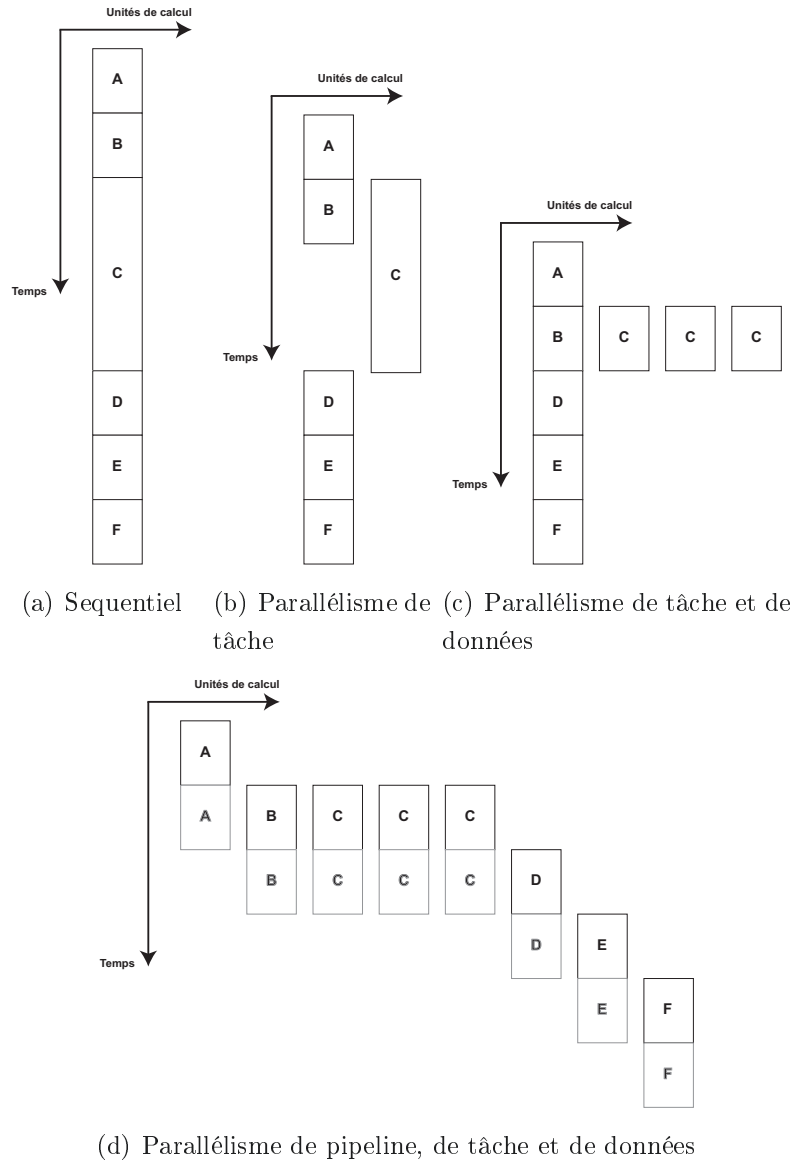 Unités de calcul
A
B
C
Temps
D
E
F
(a) Sequentiel
Unités de calcul
A
B
C
Temps
D
E
F
(b) Parallélisme de
tâche
Unités de calcul
A
B C C C
D
E
Temps
F
(c) Parallélisme de tâche et de
données
Unités de calcul
A
A B C C C
B C C C D
D E
Temps
E F
F
(d) Parallélisme de pipeline, de tâche et de données